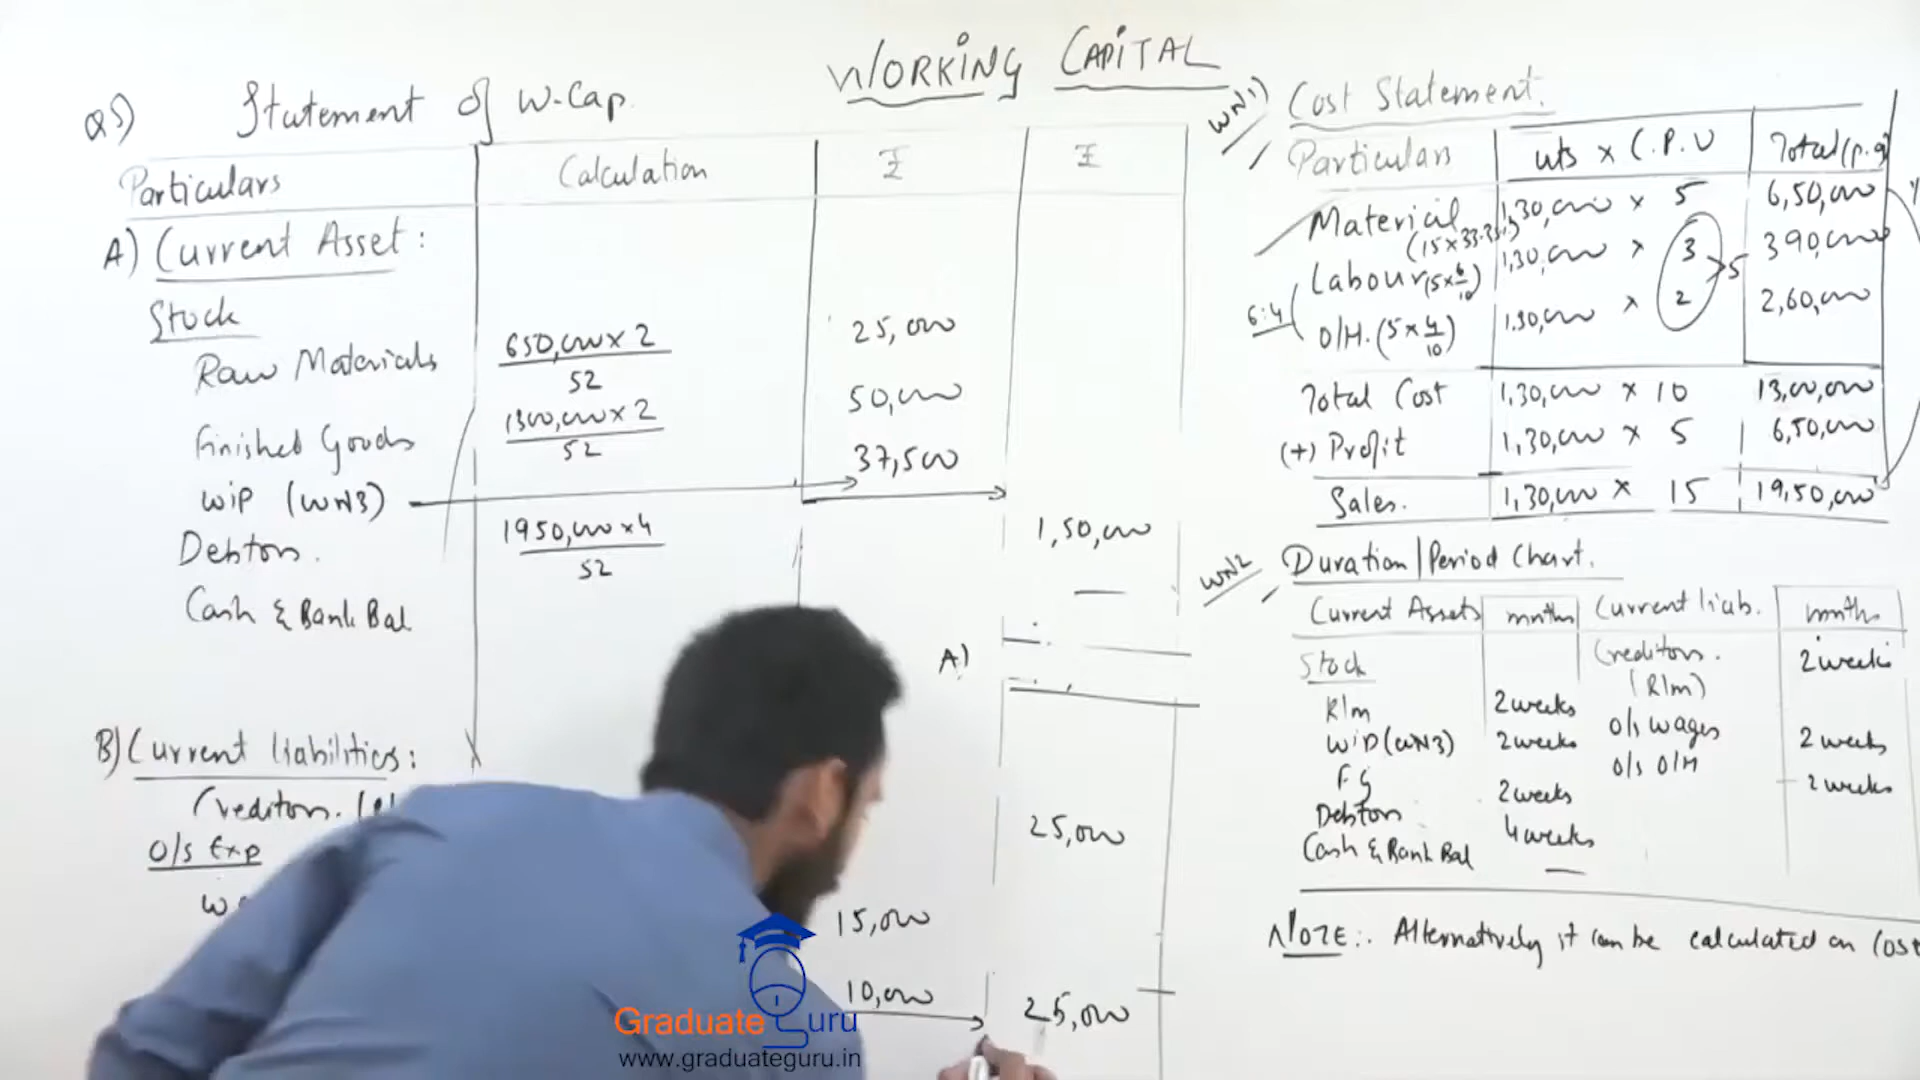 WORKING CAPITAL
Q5) Statement of W.Cap.
Particulars Calculation ₹ ₹
A) Current Asset:
Stock
Raw Materials 650,000 x 2 / 52 25,000
Finished Goods 1300,000 x 2 / 52 50,000
WIP (WN3) 37,500
Debtors. 1950,000 x 4 / 52 1,50,000
Cash & Bank Bal —
A)
B) Current liabilities:
Creditors. 25,000
O/s Exp
15,000
10,000 25,000
WN1) Cost Statement.
Particulars uts x C.P.U Total (p.a)
Material 1,30,000 x 5 6,50,000
(15 x 33.33%)
Labour (5 x 6/10) 1,30,000 x 3 5 390,000
6:4
O/H. (5 x 4/10) 1,30,000 x 2 2,60,000
Total Cost 1,30,000 x 10 13,00,000
(+) Profit 1,30,000 x 5 6,50,000
Sales. 1,30,000 x 15 19,50,000
WN2 Duration/Period Chart.
Current Assets mnths Current liab. mnths
Stock Creditors. 2 weeks
(R/m)
R/m 2 weeks o/s wages 2 weeks
WIP (WN3) 2 weeks o/s O/H 2 weeks
FG 2 weeks
Debtors 4 weeks
Cash & Bank Bal —
NOTE:. Alternatively it can be calculated on Cost
Graduate Guru
www.graduateguru.in